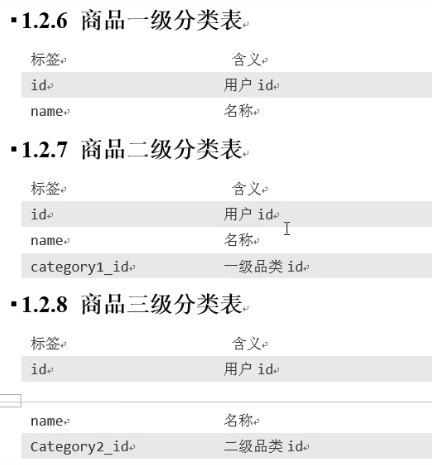 1.2.6 商品一级分类表
标签 含义
id 用户 id
name 名称
1.2.7 商品二级分类表
标签 含义
id 用户 id
name 名称
category1_id 一级品类 id
1.2.8 商品三级分类表
标签 含义
id 用户 id
name 名称
Category2_id 二级品类 id